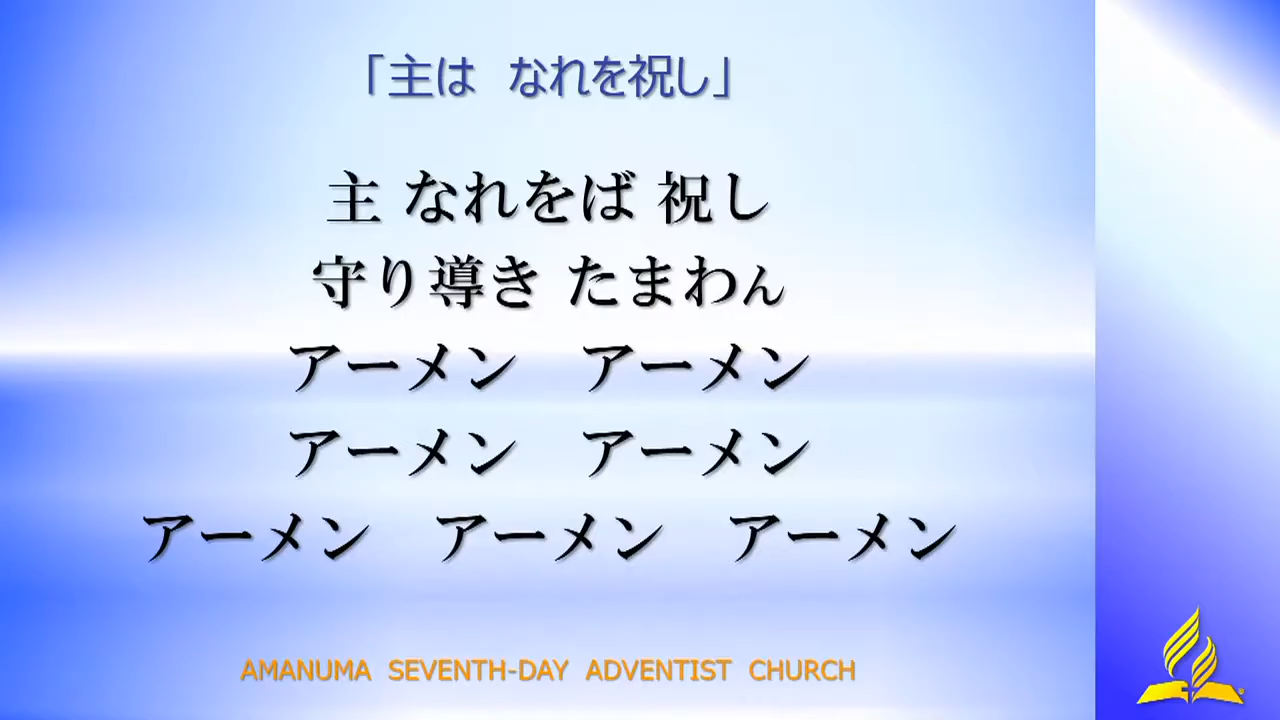 「主は　なれを祝し」
主 なれをば 祝し
守り導き たまわん
アーメン　アーメン
アーメン　アーメン
アーメン　アーメン　アーメン
AMANUMA SEVENTH-DAY ADVENTIST CHURCH